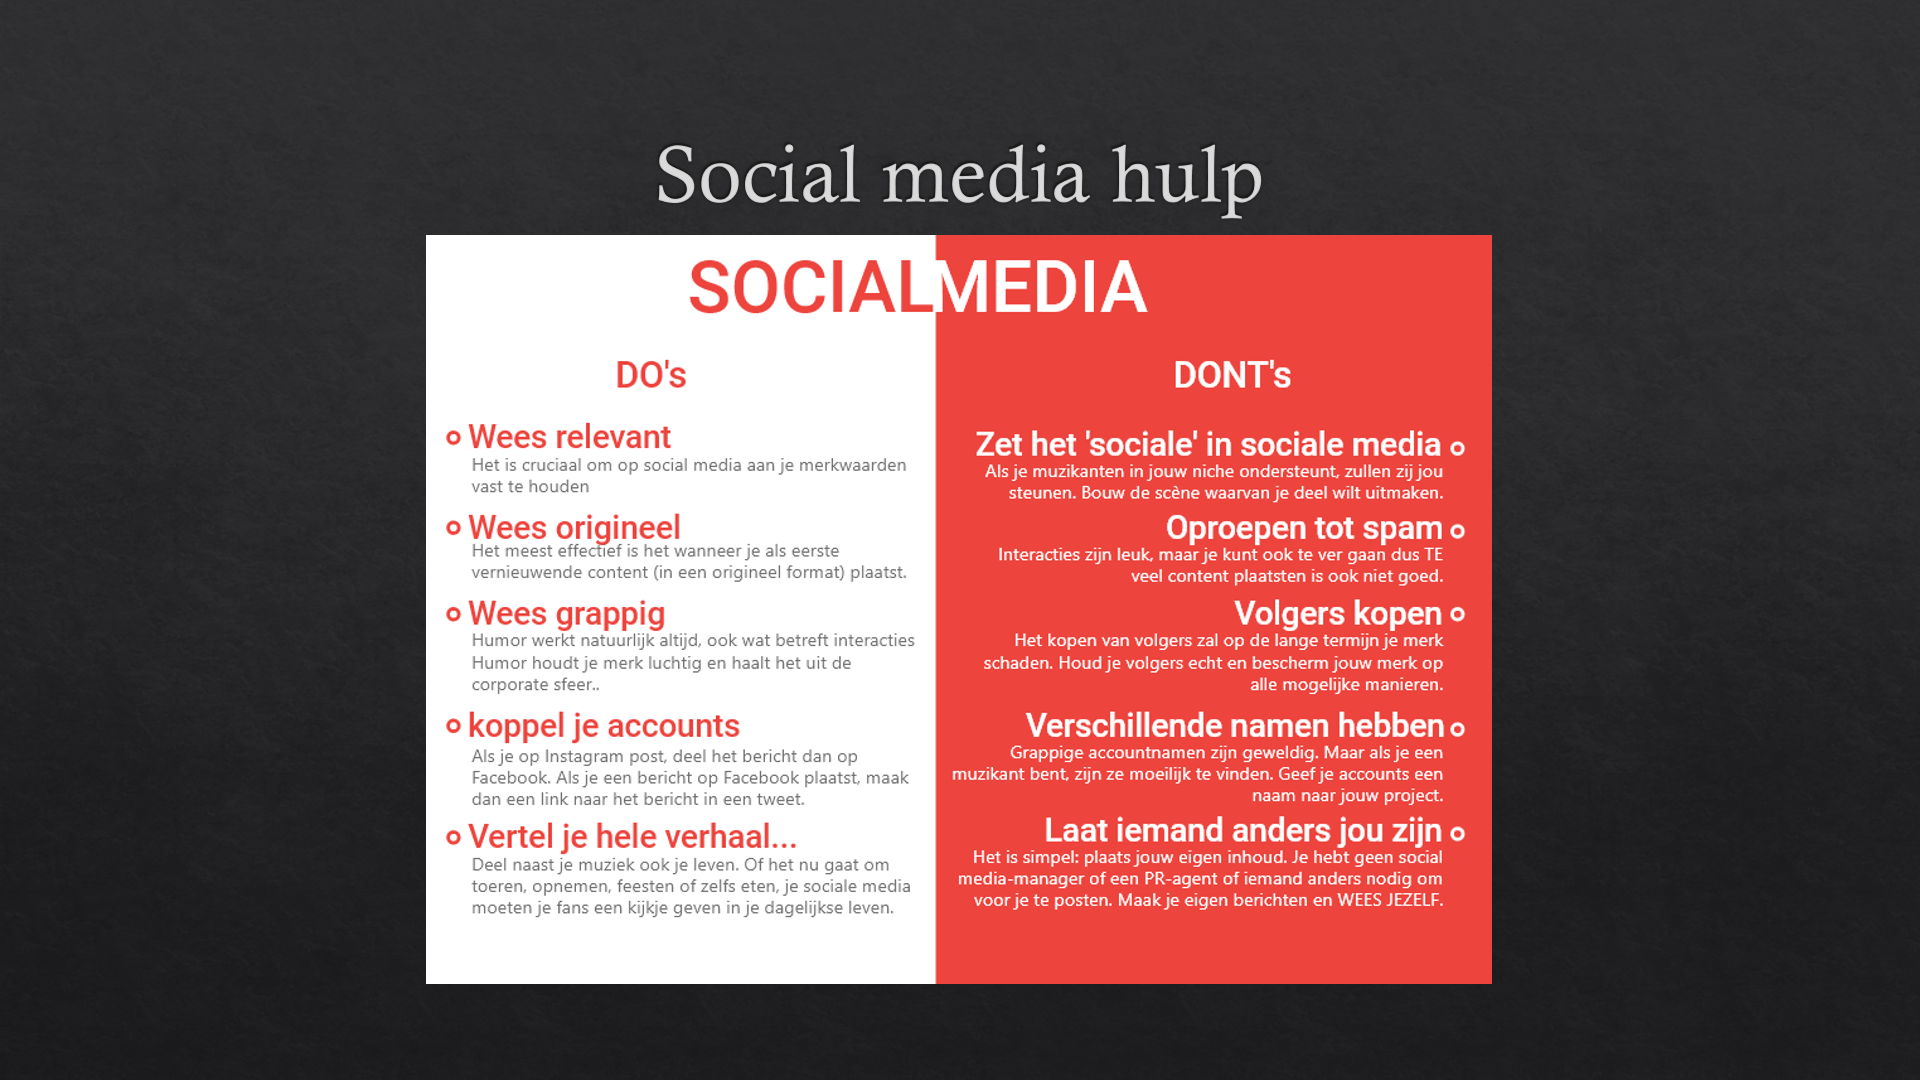 Social media hulp
SOCIALMEDIA
DO's
Wees relevant
Het is cruciaal om op social media aan je merkwaarden
vast te houden
Wees origineel
Het meest effectief is het wanneer je als eerste
vernieuwende content (in een origineel format) plaatst.
Wees grappig
Humor werkt natuurlijk altijd, ook wat betreft interacties
Humor houdt je merk luchtig en haalt het uit de
corporate sfeer..
koppel je accounts
Als je op Instagram post, deel het bericht dan op
Facebook. Als je een bericht op Facebook plaatst, maak
dan een link naar het bericht in een tweet.
Vertel je hele verhaal...
Deel naast je muziek ook je leven. Of het nu gaat om
toeren, opnemen, feesten of zelfs eten, je sociale media
moeten je fans een kijkje geven in je dagelijkse leven.
DONT's
Zet het 'sociale' in sociale media
Als je muzikanten in jouw niche ondersteunt, zullen zij jou
steunen. Bouw de scène waarvan je deel wilt uitmaken.
Oproepen tot spam
Interacties zijn leuk, maar je kunt ook te ver gaan dus TE
veel content plaatsten is ook niet goed.
Volgers kopen
Het kopen van volgers zal op de lange termijn je merk
schaden. Houd je volgers echt en bescherm jouw merk op
alle mogelijke manieren.
Verschillende namen hebben
Grappige accountnamen zijn geweldig. Maar als je een
muzikant bent, zijn ze moeilijk te vinden. Geef je accounts een
naam naar jouw project.
Laat iemand anders jou zijn
Het is simpel: plaats jouw eigen inhoud. Je hebt geen social
media-manager of een PR-agent of iemand anders nodig om
voor je te posten. Maak je eigen berichten en WEES JEZELF.